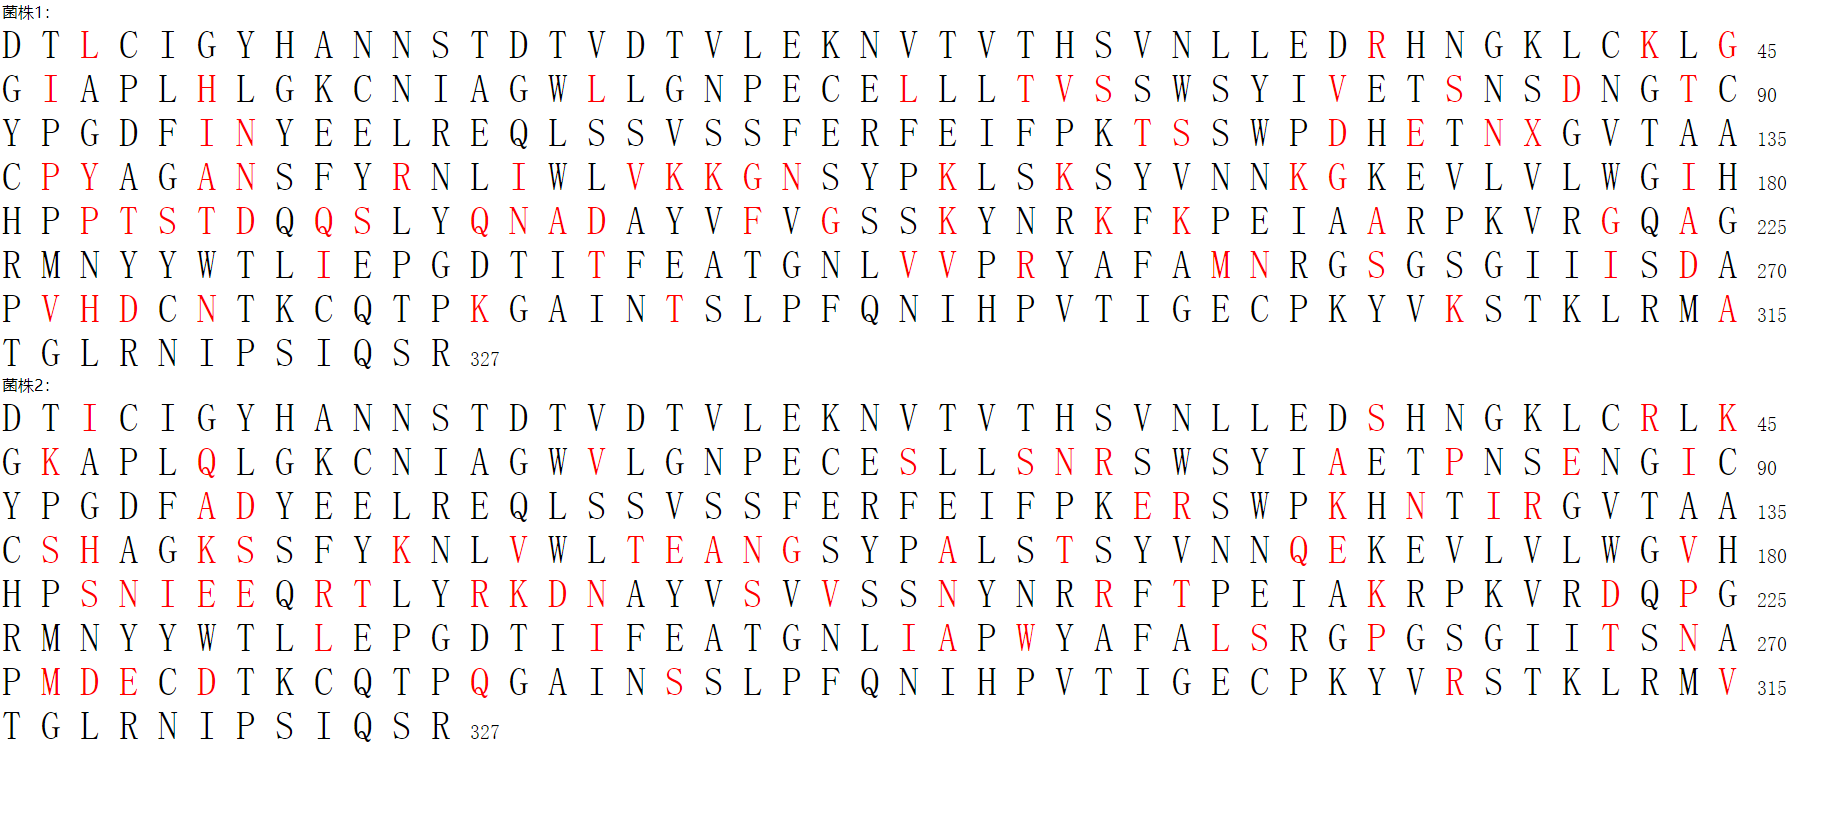 菌株1:
D T L C I G Y H A N N S T D T V D T V L E K N V T V T H S V N L L E D R H N G K L C K L G 45
G I A P L H L G K C N I A G W L L G N P E C E L L L T V S S W S Y I V E T S N S D N G T C 90
Y P G D F I N Y E E L R E Q L S S V S S F E R F E I F P K T S S W P D H E T N X G V T A A 135
C P Y A G A N S F Y R N L I W L V K K G N S Y P K L S K S Y V N N K G K E V L V L W G I H 180
H P P T S T D Q Q S L Y Q N A D A Y V F V G S S K Y N R K F K P E I A A R P K V R G Q A G 225
R M N Y Y W T L I E P G D T I T F E A T G N L V V P R Y A F A M N R G S G S G I I I S D A 270
P V H D C N T K C Q T P K G A I N T S L P F Q N I H P V T I G E C P K Y V K S T K L R M A 315
T G L R N I P S I Q S R 327
菌株2:
D T I C I G Y H A N N S T D T V D T V L E K N V T V T H S V N L L E D S H N G K L C R L K 45
G K A P L Q L G K C N I A G W V L G N P E C E S L L S N R S W S Y I A E T P N S E N G I C 90
Y P G D F A D Y E E L R E Q L S S V S S F E R F E I F P K E R S W P K H N T I R G V T A A 135
C S H A G K S S F Y K N L V W L T E A N G S Y P A L S T S Y V N N Q E K E V L V L W G V H 180
H P S N I E E Q R T L Y R K D N A Y V S V V S S N Y N R R F T P E I A K R P K V R D Q P G 225
R M N Y Y W T L L E P G D T I I F E A T G N L I A P W Y A F A L S R G P G S G I I T S N A 270
P M D E C D T K C Q T P Q G A I N S S L P F Q N I H P V T I G E C P K Y V R S T K L R M V 315
T G L R N I P S I Q S R 327